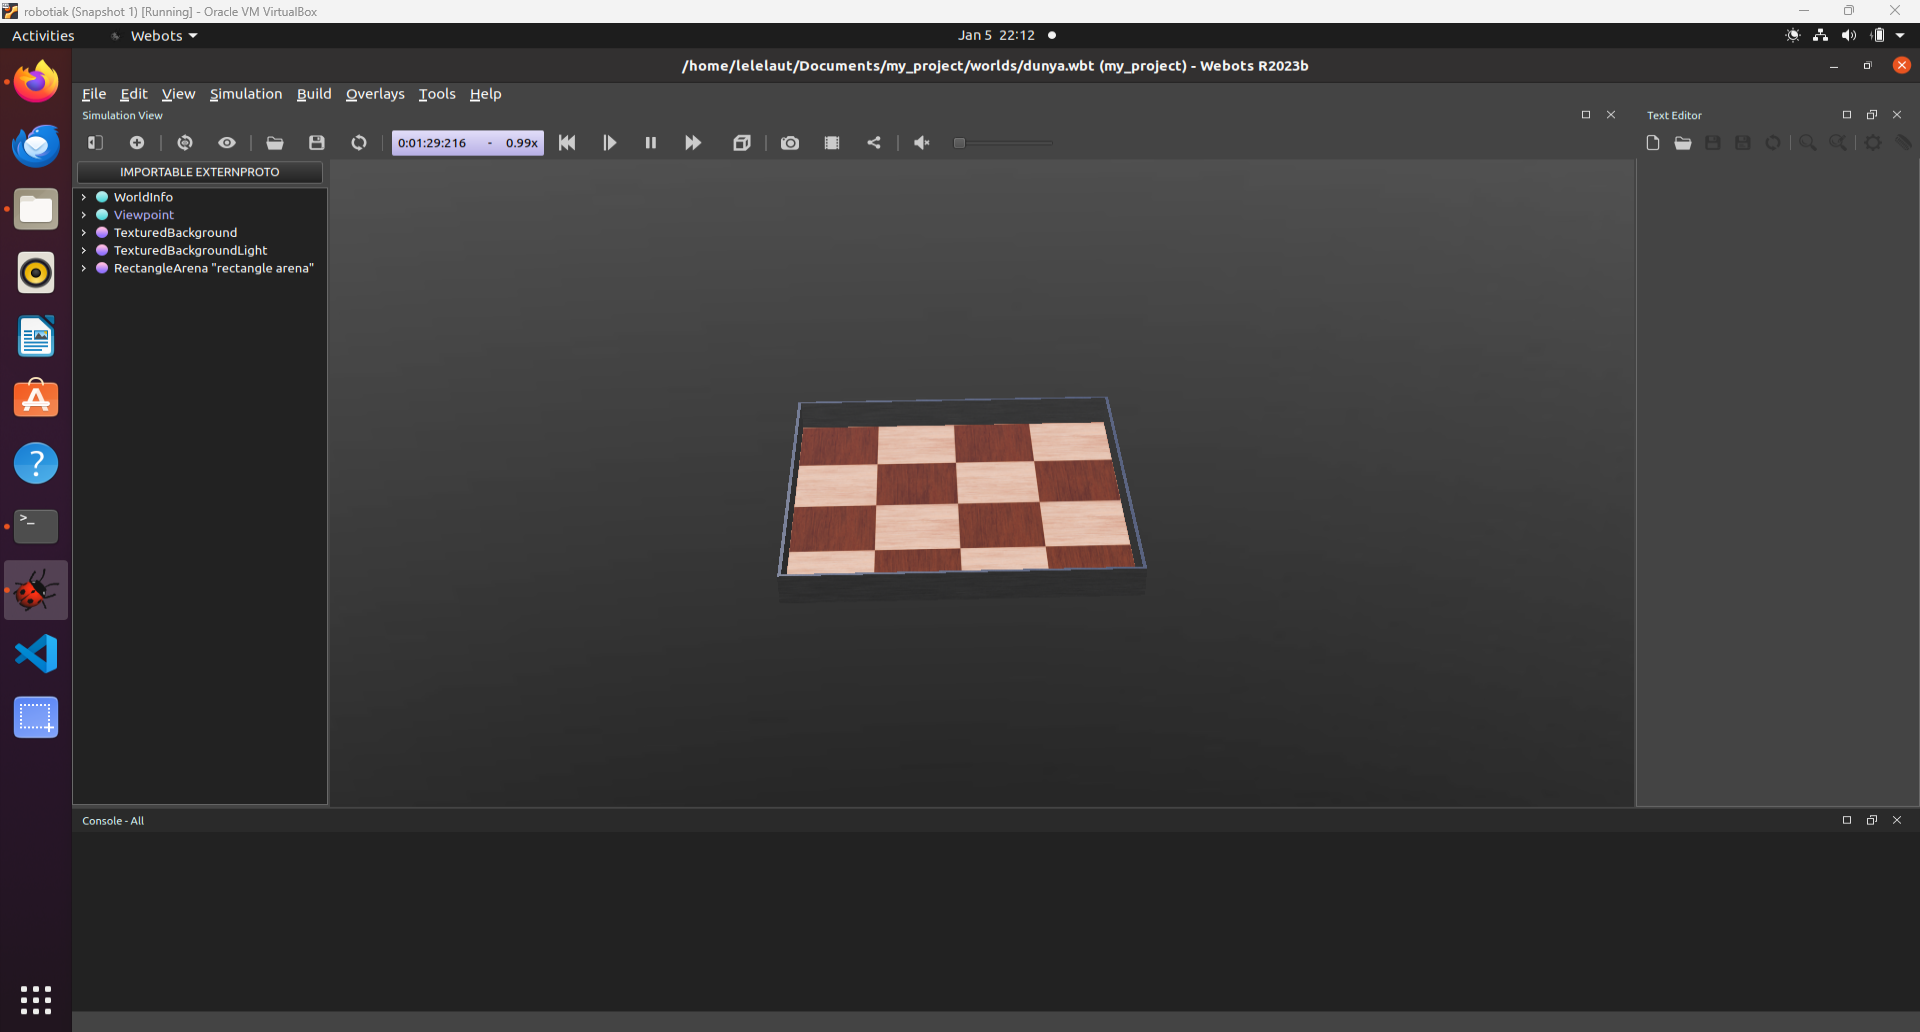 robotiak (Snapshot 1) [Running] - Oracle VM VirtualBox
Activities Webots Jan 5 22:12
/home/lelelaut/Documents/my_project/worlds/dunya.wbt (my_project) - Webots R2023b
File Edit View Simulation Build Overlays Tools Help
Simulation View
Text Editor
0:01:29:216 - 0.99x
IMPORTABLE EXTERNPROTO
WorldInfo
Viewpoint
TexturedBackground
TexturedBackgroundLight
RectangleArena "rectangle arena"
Console - All